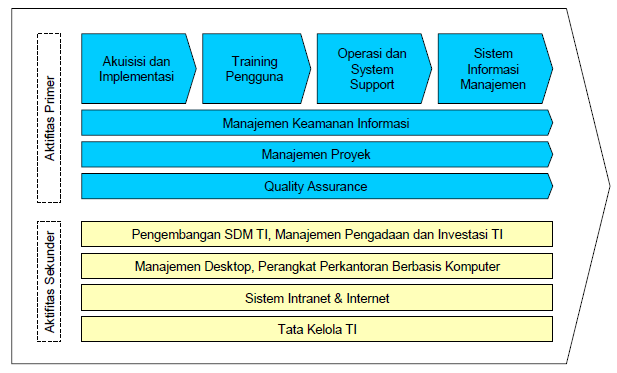 Aktifitas Primer
Akuisisi dan
Implementasi
Training
Pengguna
Operasi dan
System
Support
Sistem
Informasi
Manajemen
Manajemen Keamanan Informasi
Manajemen Proyek
Quality Assurance
Aktifitas Sekunder
Pengembangan SDM TI, Manajemen Pengadaan dan Investasi TI
Manajemen Desktop, Perangkat Perkantoran Berbasis Komputer
Sistem Intranet & Internet
Tata Kelola TI